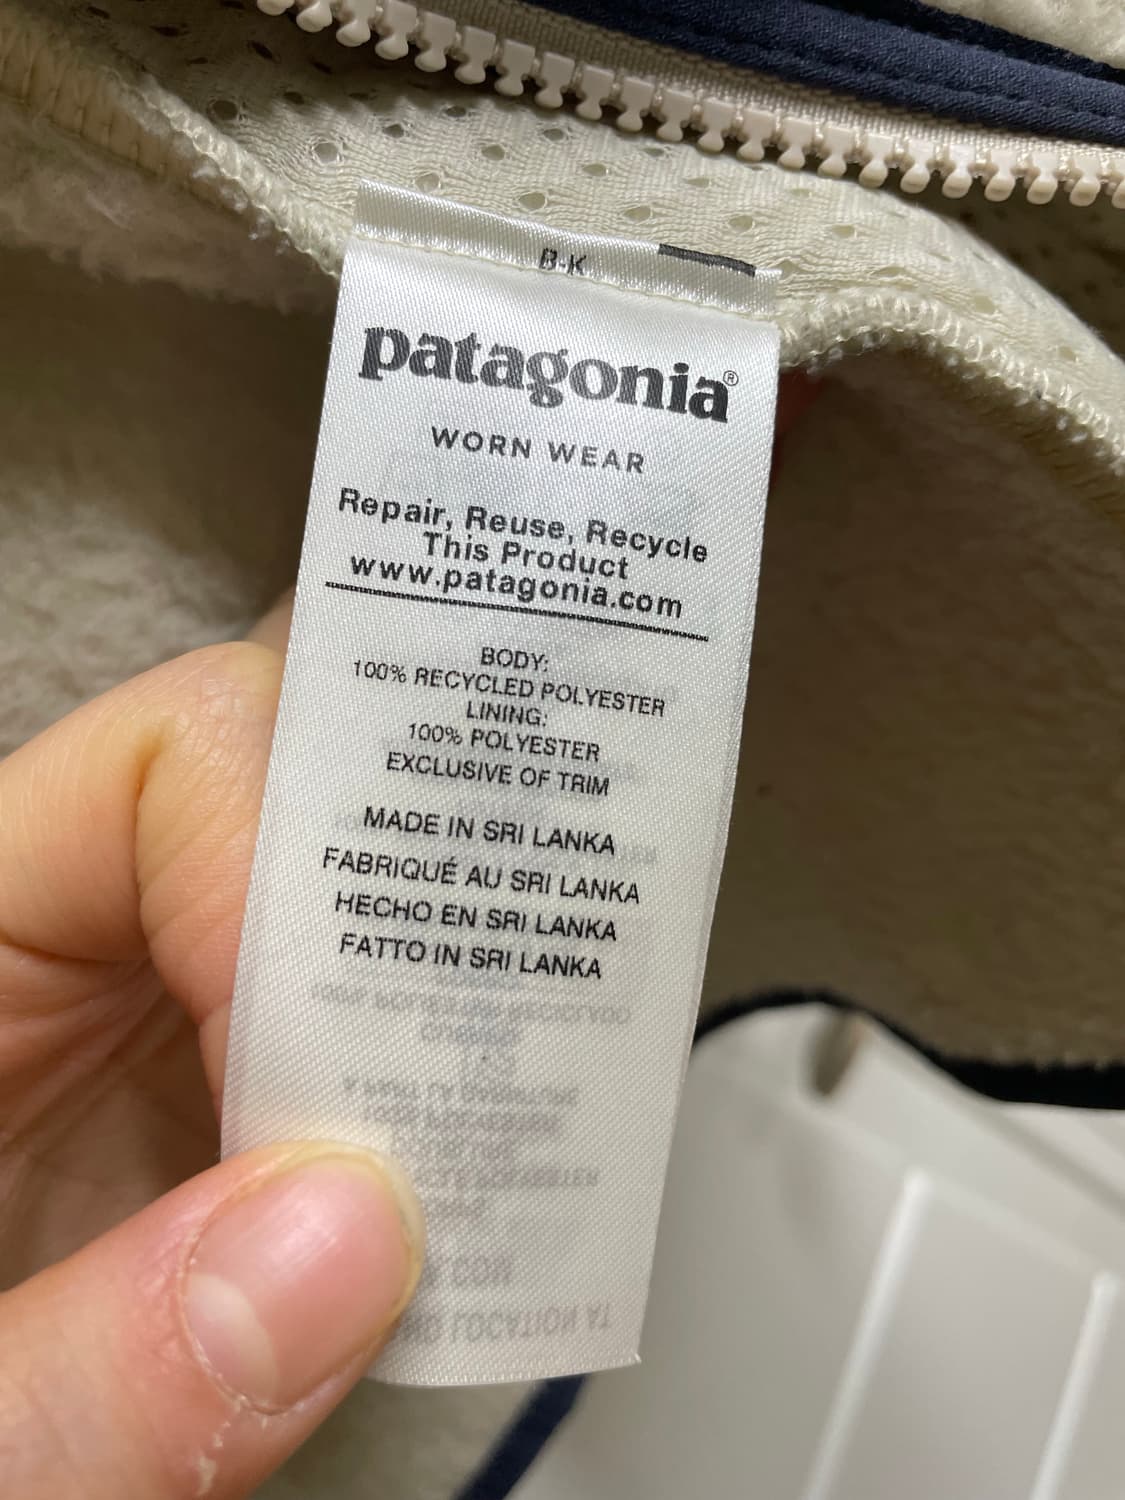 B-K
patagonia®
WORN WEAR
Repair, Reuse, Recycle
This Product
www.patagonia.com
BODY:
100% RECYCLED POLYESTER
LINING:
100% POLYESTER
EXCLUSIVE OF TRIM
MADE IN SRI LANKA
FABRIQUÉ AU SRI LANKA
HECHO EN SRI LANKA
FATTO IN SRI LANKA